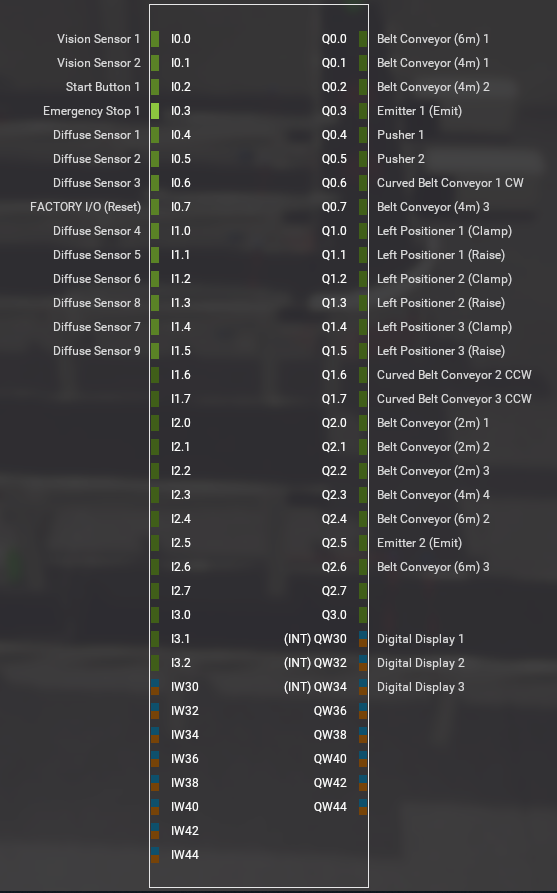 Vision Sensor 1 I0.0 Q0.0 Belt Conveyor (6m) 1
Vision Sensor 2 I0.1 Q0.1 Belt Conveyor (4m) 1
Start Button 1 I0.2 Q0.2 Belt Conveyor (4m) 2
Emergency Stop 1 I0.3 Q0.3 Emitter 1 (Emit)
Diffuse Sensor 1 I0.4 Q0.4 Pusher 1
Diffuse Sensor 2 I0.5 Q0.5 Pusher 2
Diffuse Sensor 3 I0.6 Q0.6 Curved Belt Conveyor 1 CW
FACTORY I/O (Reset) I0.7 Q0.7 Belt Conveyor (4m) 3
Diffuse Sensor 4 I1.0 Q1.0 Left Positioner 1 (Clamp)
Diffuse Sensor 5 I1.1 Q1.1 Left Positioner 1 (Raise)
Diffuse Sensor 6 I1.2 Q1.2 Left Positioner 2 (Clamp)
Diffuse Sensor 8 I1.3 Q1.3 Left Positioner 2 (Raise)
Diffuse Sensor 7 I1.4 Q1.4 Left Positioner 3 (Clamp)
Diffuse Sensor 9 I1.5 Q1.5 Left Positioner 3 (Raise)
I1.6 Q1.6 Curved Belt Conveyor 2 CCW
I1.7 Q1.7 Curved Belt Conveyor 3 CCW
I2.0 Q2.0 Belt Conveyor (2m) 1
I2.1 Q2.1 Belt Conveyor (2m) 2
I2.2 Q2.2 Belt Conveyor (2m) 3
I2.3 Q2.3 Belt Conveyor (4m) 4
I2.4 Q2.4 Belt Conveyor (6m) 2
I2.5 Q2.5 Emitter 2 (Emit)
I2.6 Q2.6 Belt Conveyor (6m) 3
I2.7 Q2.7
I3.0 Q3.0
I3.1 (INT) QW30 Digital Display 1
I3.2 (INT) QW32 Digital Display 2
IW30 (INT) QW34 Digital Display 3
IW32 QW36
IW34 QW38
IW36 QW40
IW38 QW42
IW40 QW44
IW42
IW44